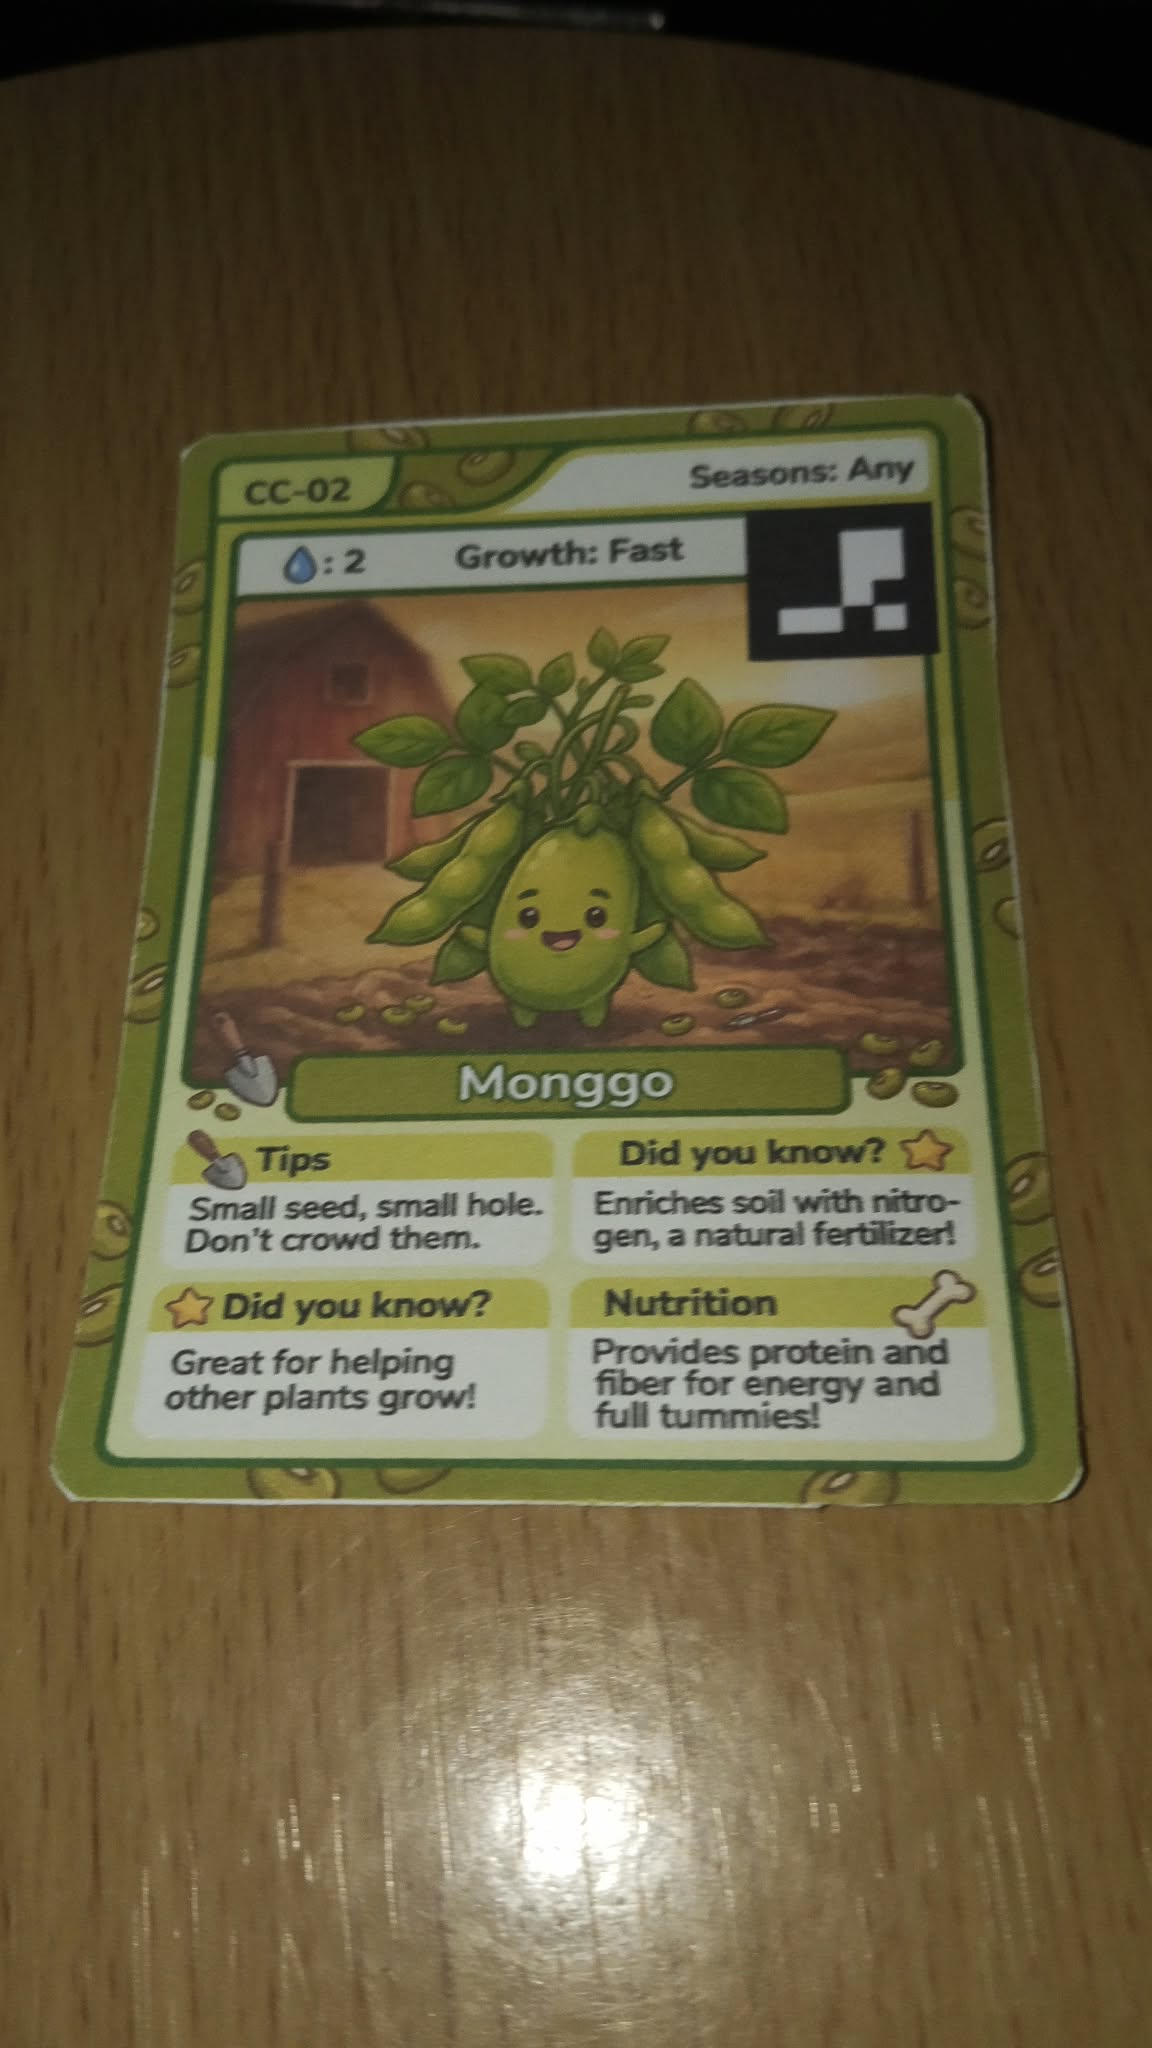 CC-02
Seasons: Any
: 2
Growth: Fast
Monggo
Tips
Small seed, small hole.
Don't crowd them.
Did you know?
Enriches soil with nitro-
gen, a natural fertilizer!
Did you know?
Great for helping
other plants grow!
Nutrition
Provides protein and
fiber for energy and
full tummies!